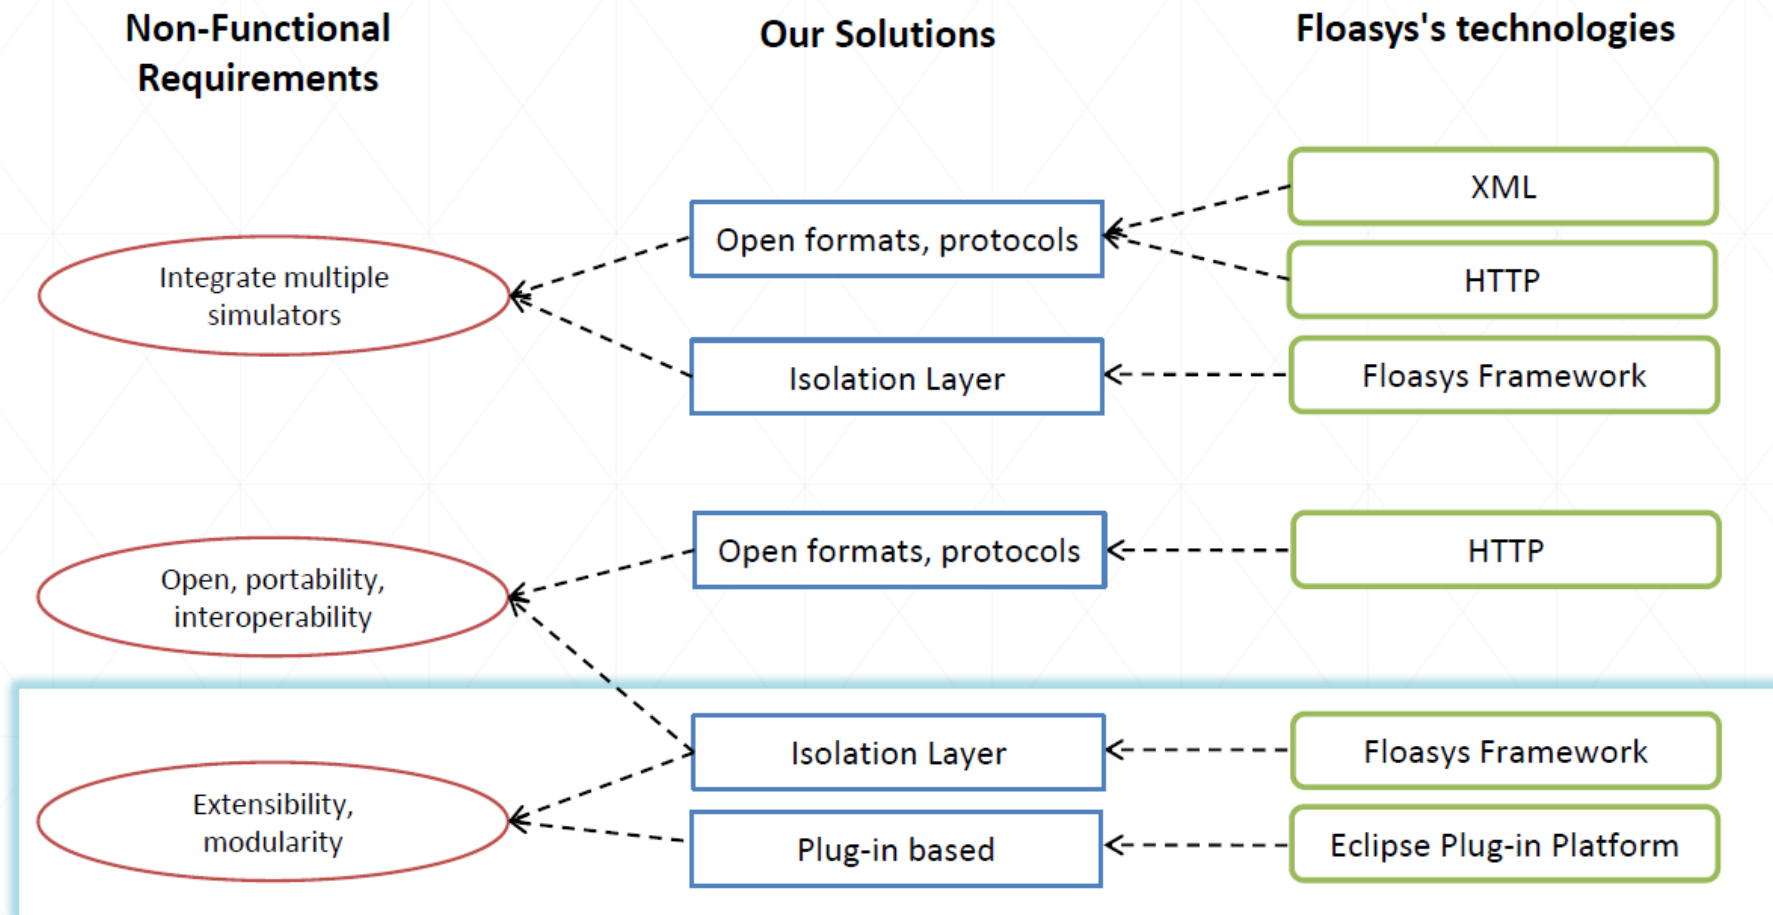 Non-Functional
Requirements
Our Solutions
Floasys's technologies
Integrate multiple
simulators
Open formats, protocols
Isolation Layer
XML
HTTP
Floasys Framework
Open, portability,
interoperability
Open formats, protocols
HTTP
Extensibility,
modularity
Isolation Layer
Plug-in based
Floasys Framework
Eclipse Plug-in Platform